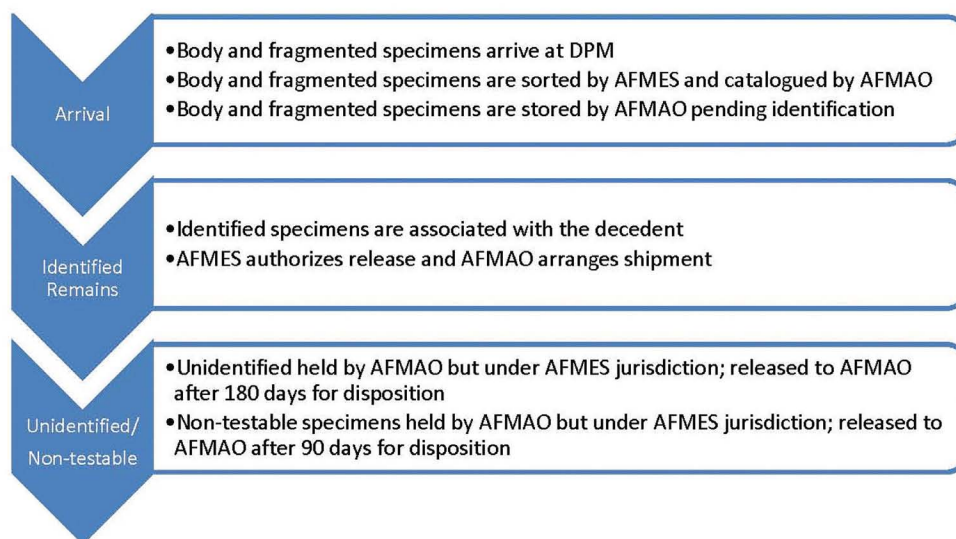 Arrival
•Body and fragmented specimens arrive at DPM
•Body and fragmented specimens are sorted by AFMES and catalogued by AFMAO
•Body and fragmented specimens are stored by AFMAO pending identification
Identified
Remains
•Identified specimens are associated with the decedent
•AFMES authorizes release and AFMAO arranges shipment
Unidentified/
Non-testable
•Unidentified held by AFMAO but under AFMES jurisdiction; released to AFMAO
after 180 days for disposition
•Non-testable specimens held by AFMAO but under AFMES jurisdiction; released to
AFMAO after 90 days for disposition